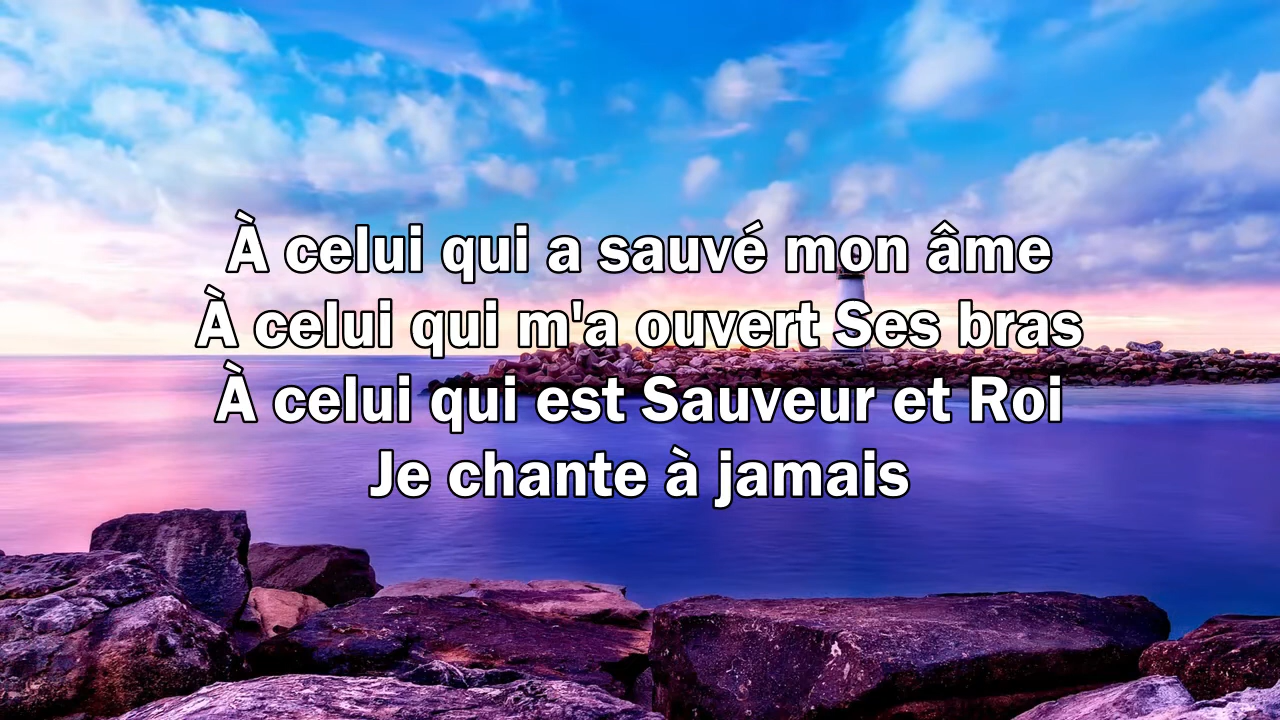 À celui qui a sauvé mon âme
À celui qui m'a ouvert Ses bras
À celui qui est Sauveur et Roi
Je chante à jamais